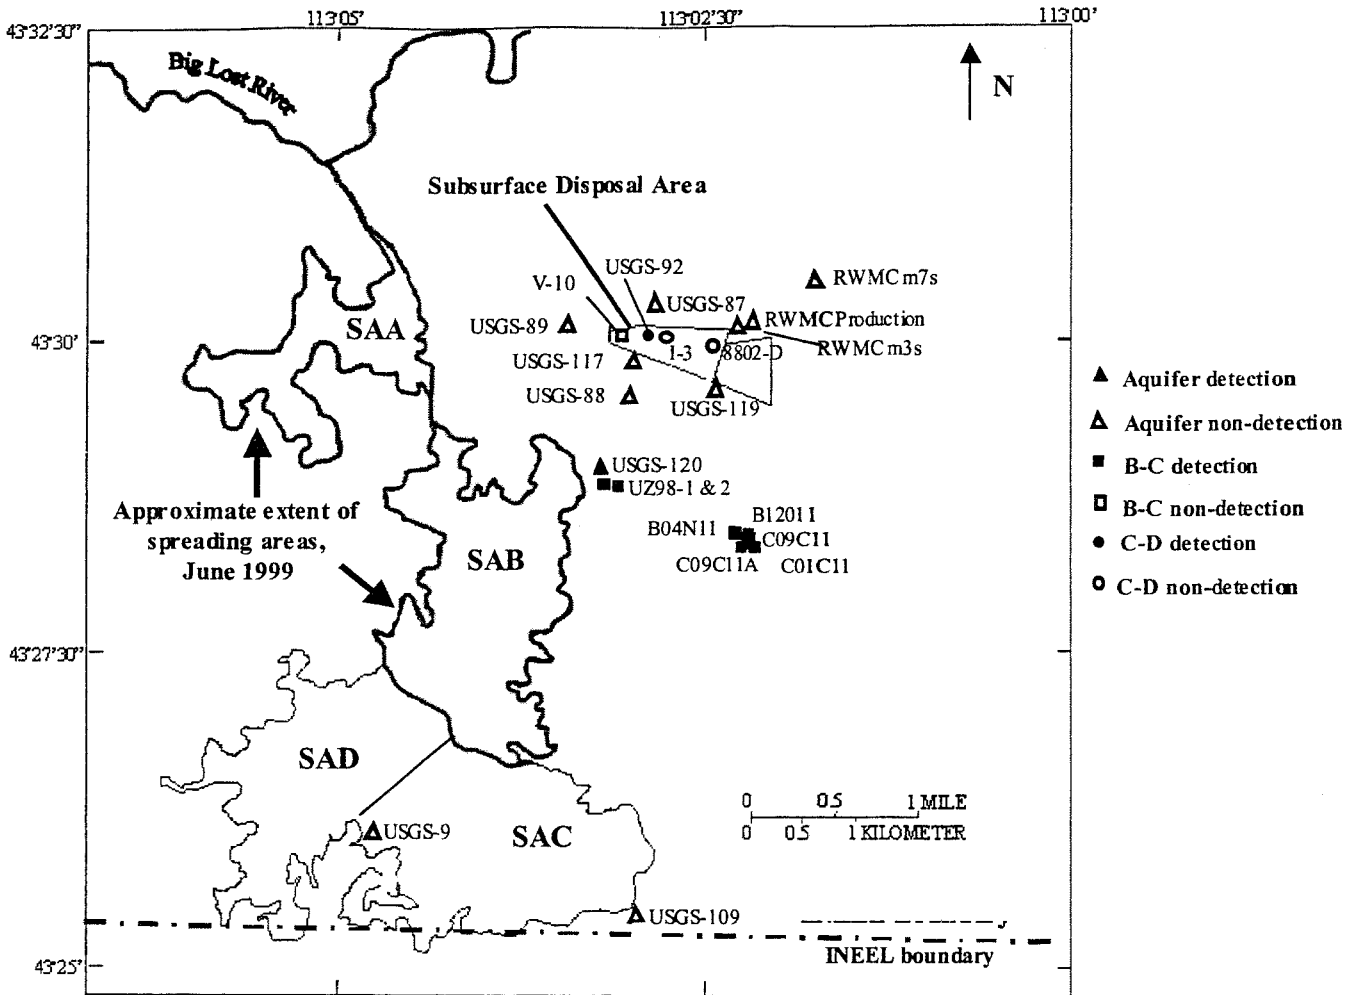 113°05'
113°02'30"
113°00'
43°32'30"
Big Lost River
N
Subsurface Disposal Area
USGS-92
V-10
RWMC m7s
USGS-87
USGS-89
RWMC Production
SAA
43°30'
1-3
8802-D
RWMC m3s
USGS-117
USGS-88
USGS-119
Aquifer detection
Aquifer non-detection
B-C detection
B-C non-detection
C-D detection
C-D non-detection
USGS-120
UZ98-1 & 2
Approximate extent of
spreading areas,
June 1999
B04N11
B12011
C09C11
C09C11A
C01C11
SAB
43°27'30"
SAD
0 0.5 1 MILE
0 0.5 1 KILOMETER
USGS-9
SAC
USGS-109
INEEL boundary
43°25'